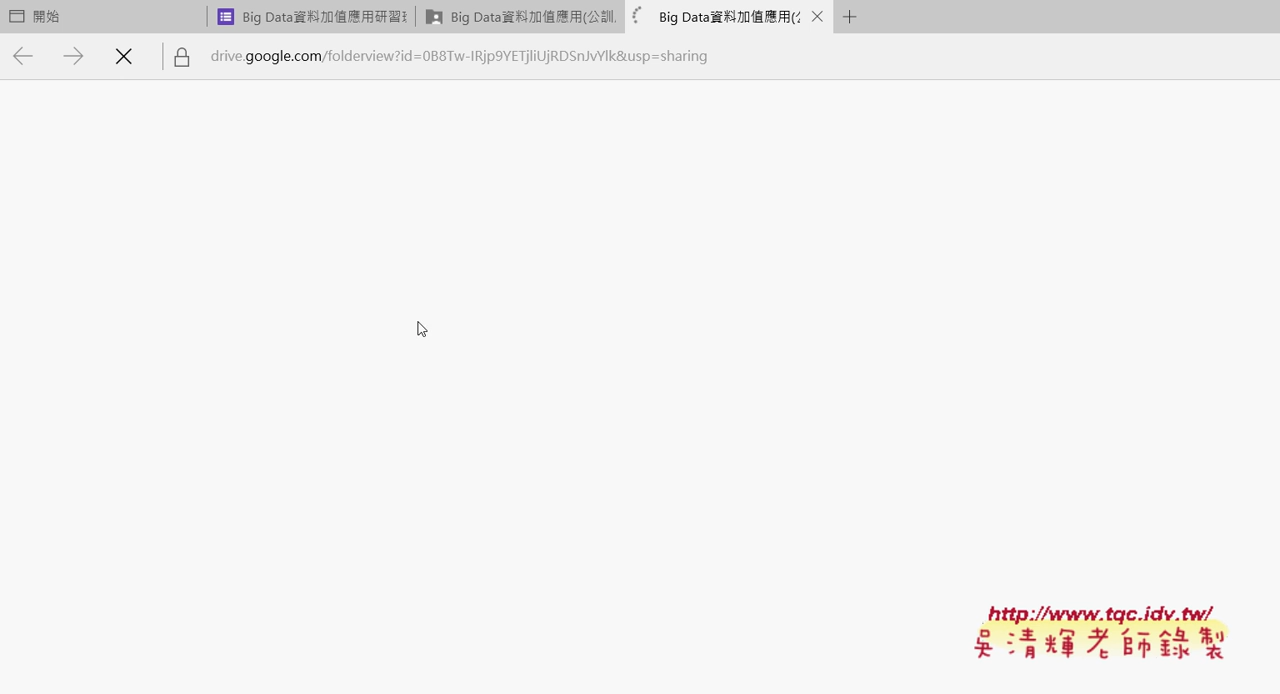 開始
Big Data資料加值應用研習
Big Data資料加值應用(公訓
Big Data資料加值應用(公
drive.google.com/folderview?id=0B8Tw-IRjp9YETjliUjRDSnJvYlk&usp=sharing
http://www.tqc.idv.tw/
吳清輝老師錄製